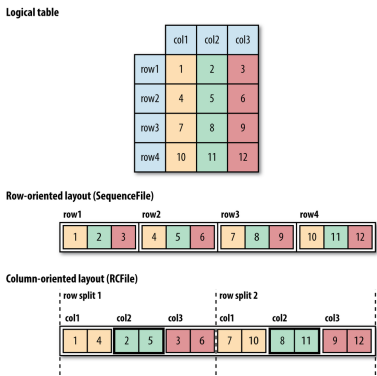 Logical table
col1 col2 col3
row1 1 2 3
row2 4 5 6
row3 7 8 9
row4 10 11 12
Row-oriented layout (SequenceFile)
row1 row2 row3 row4
1 2 3 4 5 6 7 8 9 10 11 12
Column-oriented layout (RCFile)
row split 1 row split 2
col1 col2 col3 col1 col2 col3
1 4 2 5 3 6 7 10 8 11 9 12